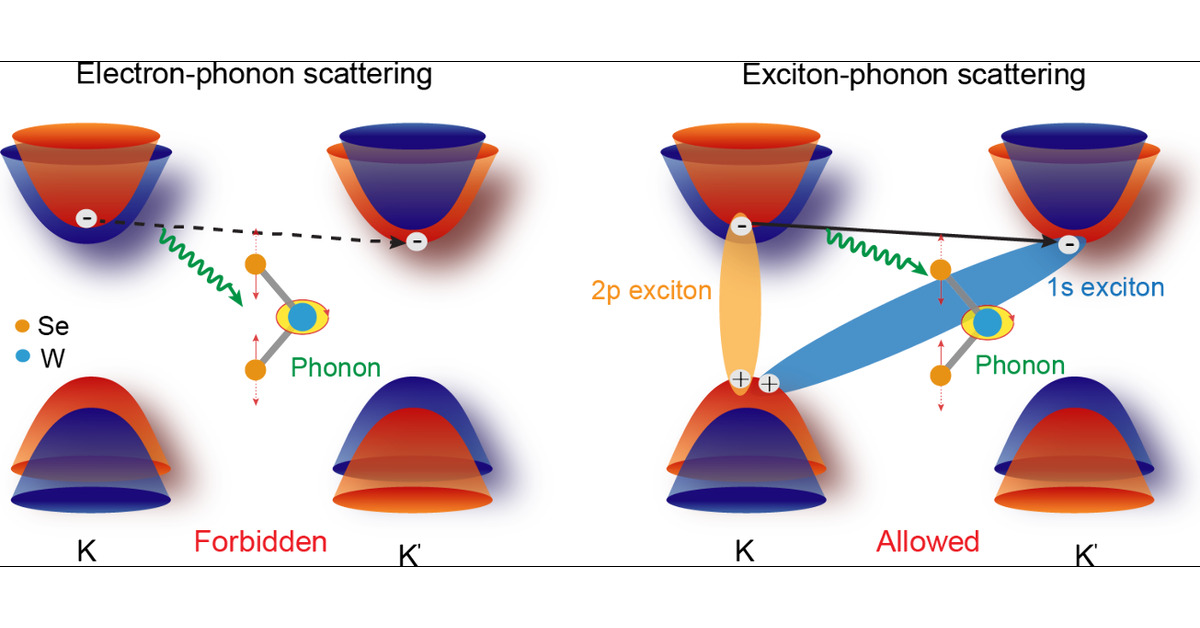 Electron-phonon scattering
Exciton-phonon scattering
-
-
-
-
2p exciton
1s exciton
Se
W
Phonon
Phonon
+
+
Forbidden
Allowed
K
K'
K
K'